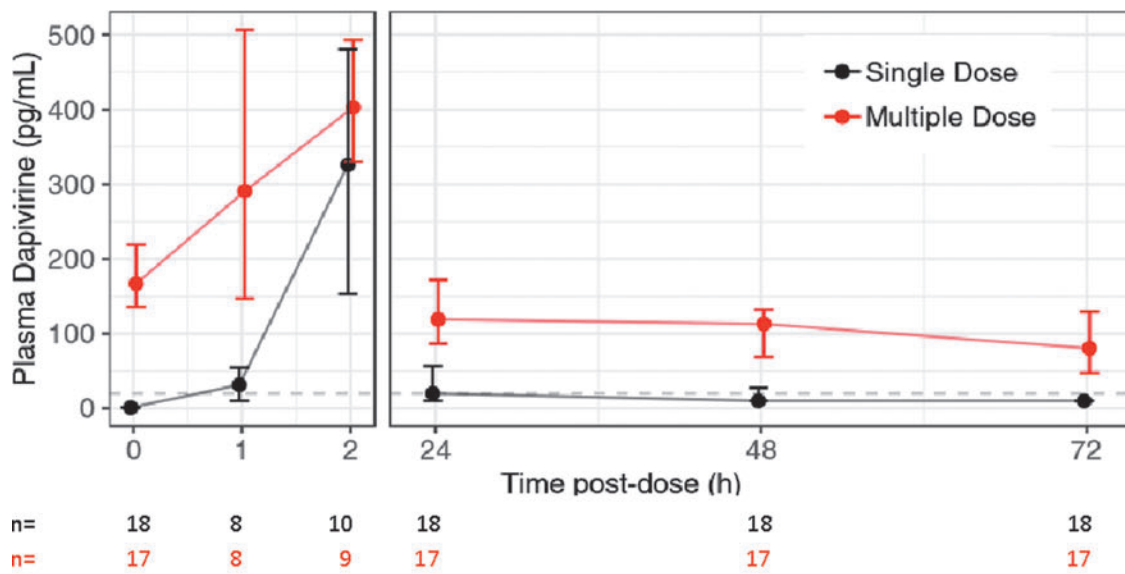 Plasma Dapivirine (pg/mL)
500
400
300
200
100
0
Single Dose
Multiple Dose
0 1 2 24 48 72
Time post-dose (h)
n= 18 8 10 18 18 18
n= 17 8 9 17 17 17